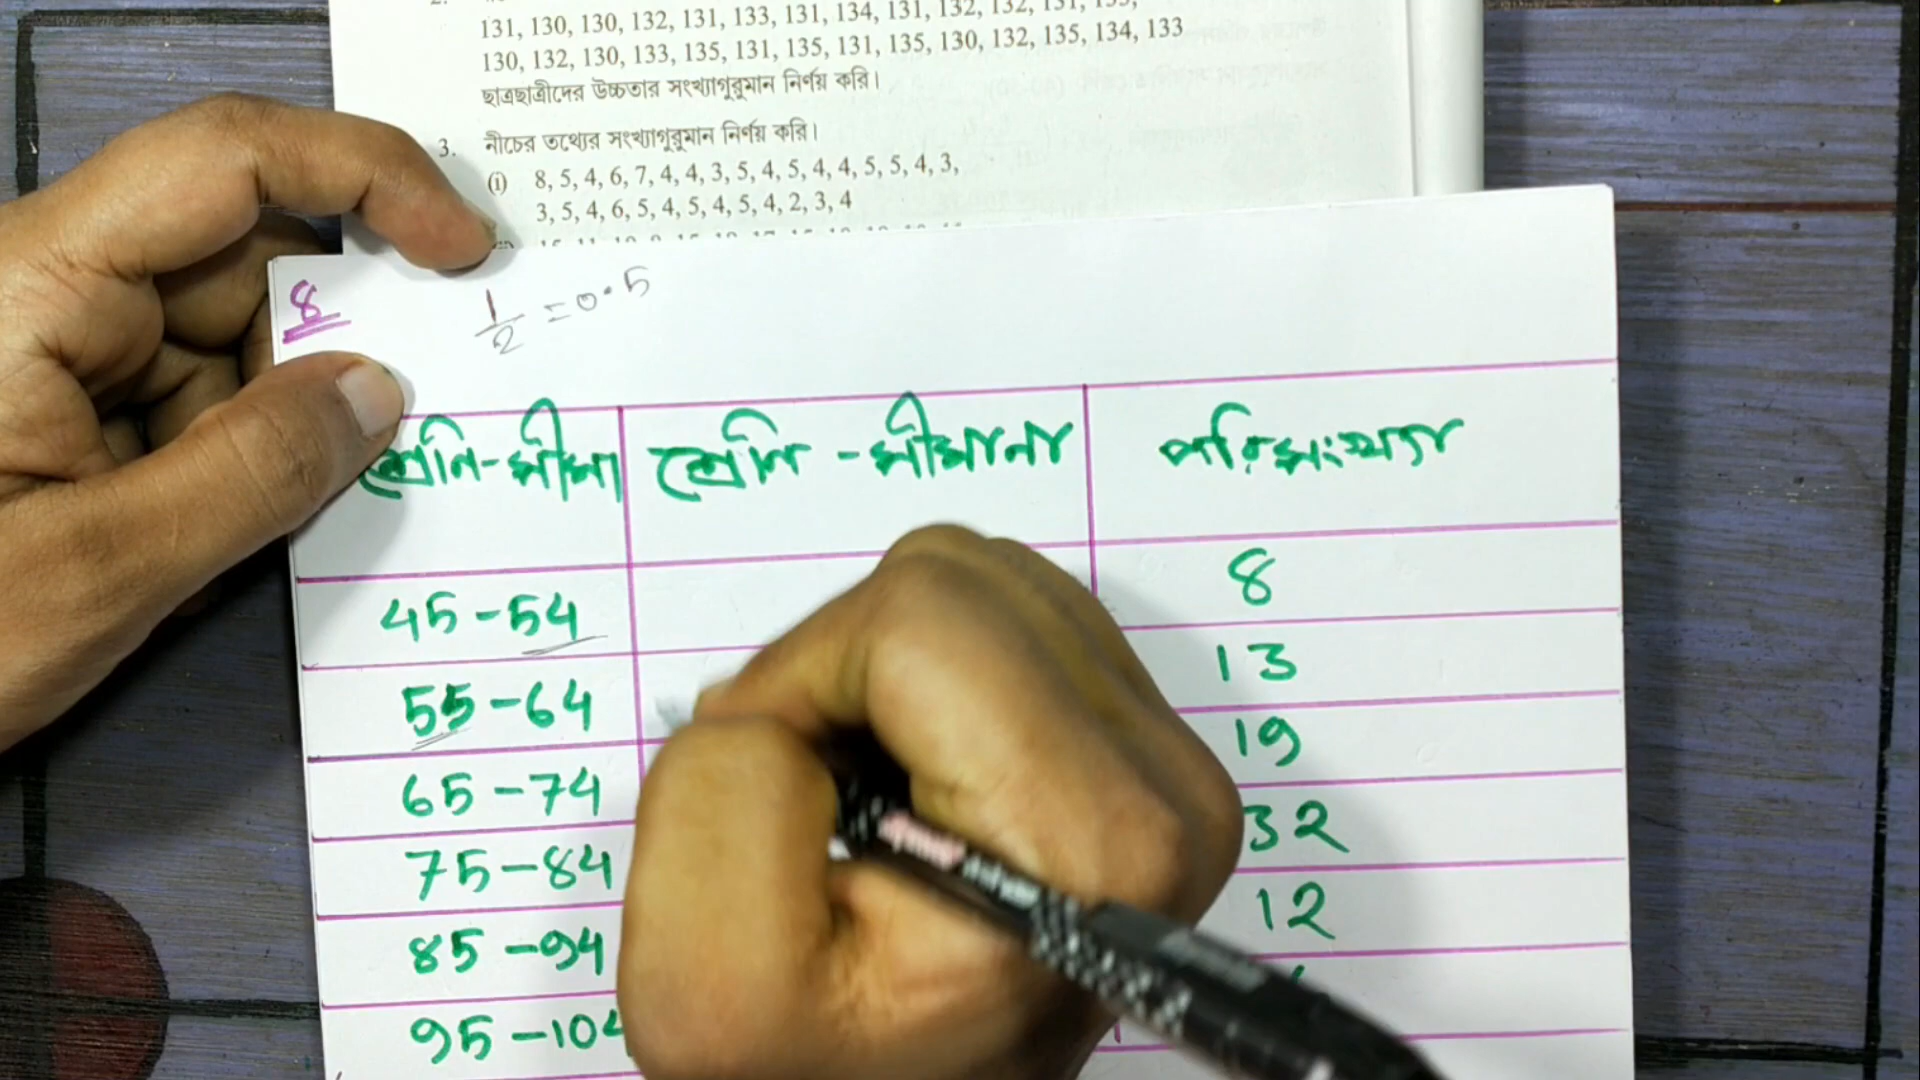 131, 130, 130, 132, 131, 133, 131, 134, 131, 132, 132, 131, 133,
130, 132, 130, 133, 135, 131, 135, 131, 135, 130, 132, 135, 134, 133
ছাত্রছাত্রীদের উচ্চতার সংখ্যাগুরুমান নির্ণয় করি।
3. নীচের তথ্যের সংখ্যাগুরুমান নির্ণয় করি।
(i) 8, 5, 4, 6, 7, 4, 4, 3, 5, 4, 5, 4, 4, 5, 5, 4, 3,
3, 5, 4, 6, 5, 4, 5, 4, 5, 4, 2, 3, 4
8
1/2 = 0.5
শ্রেণি-সীমা শ্রেণি-সীমানা পরিসংখ্যা
45-54 8
55-64 13
65-74 19
75-84 32
85-94 12
95-104